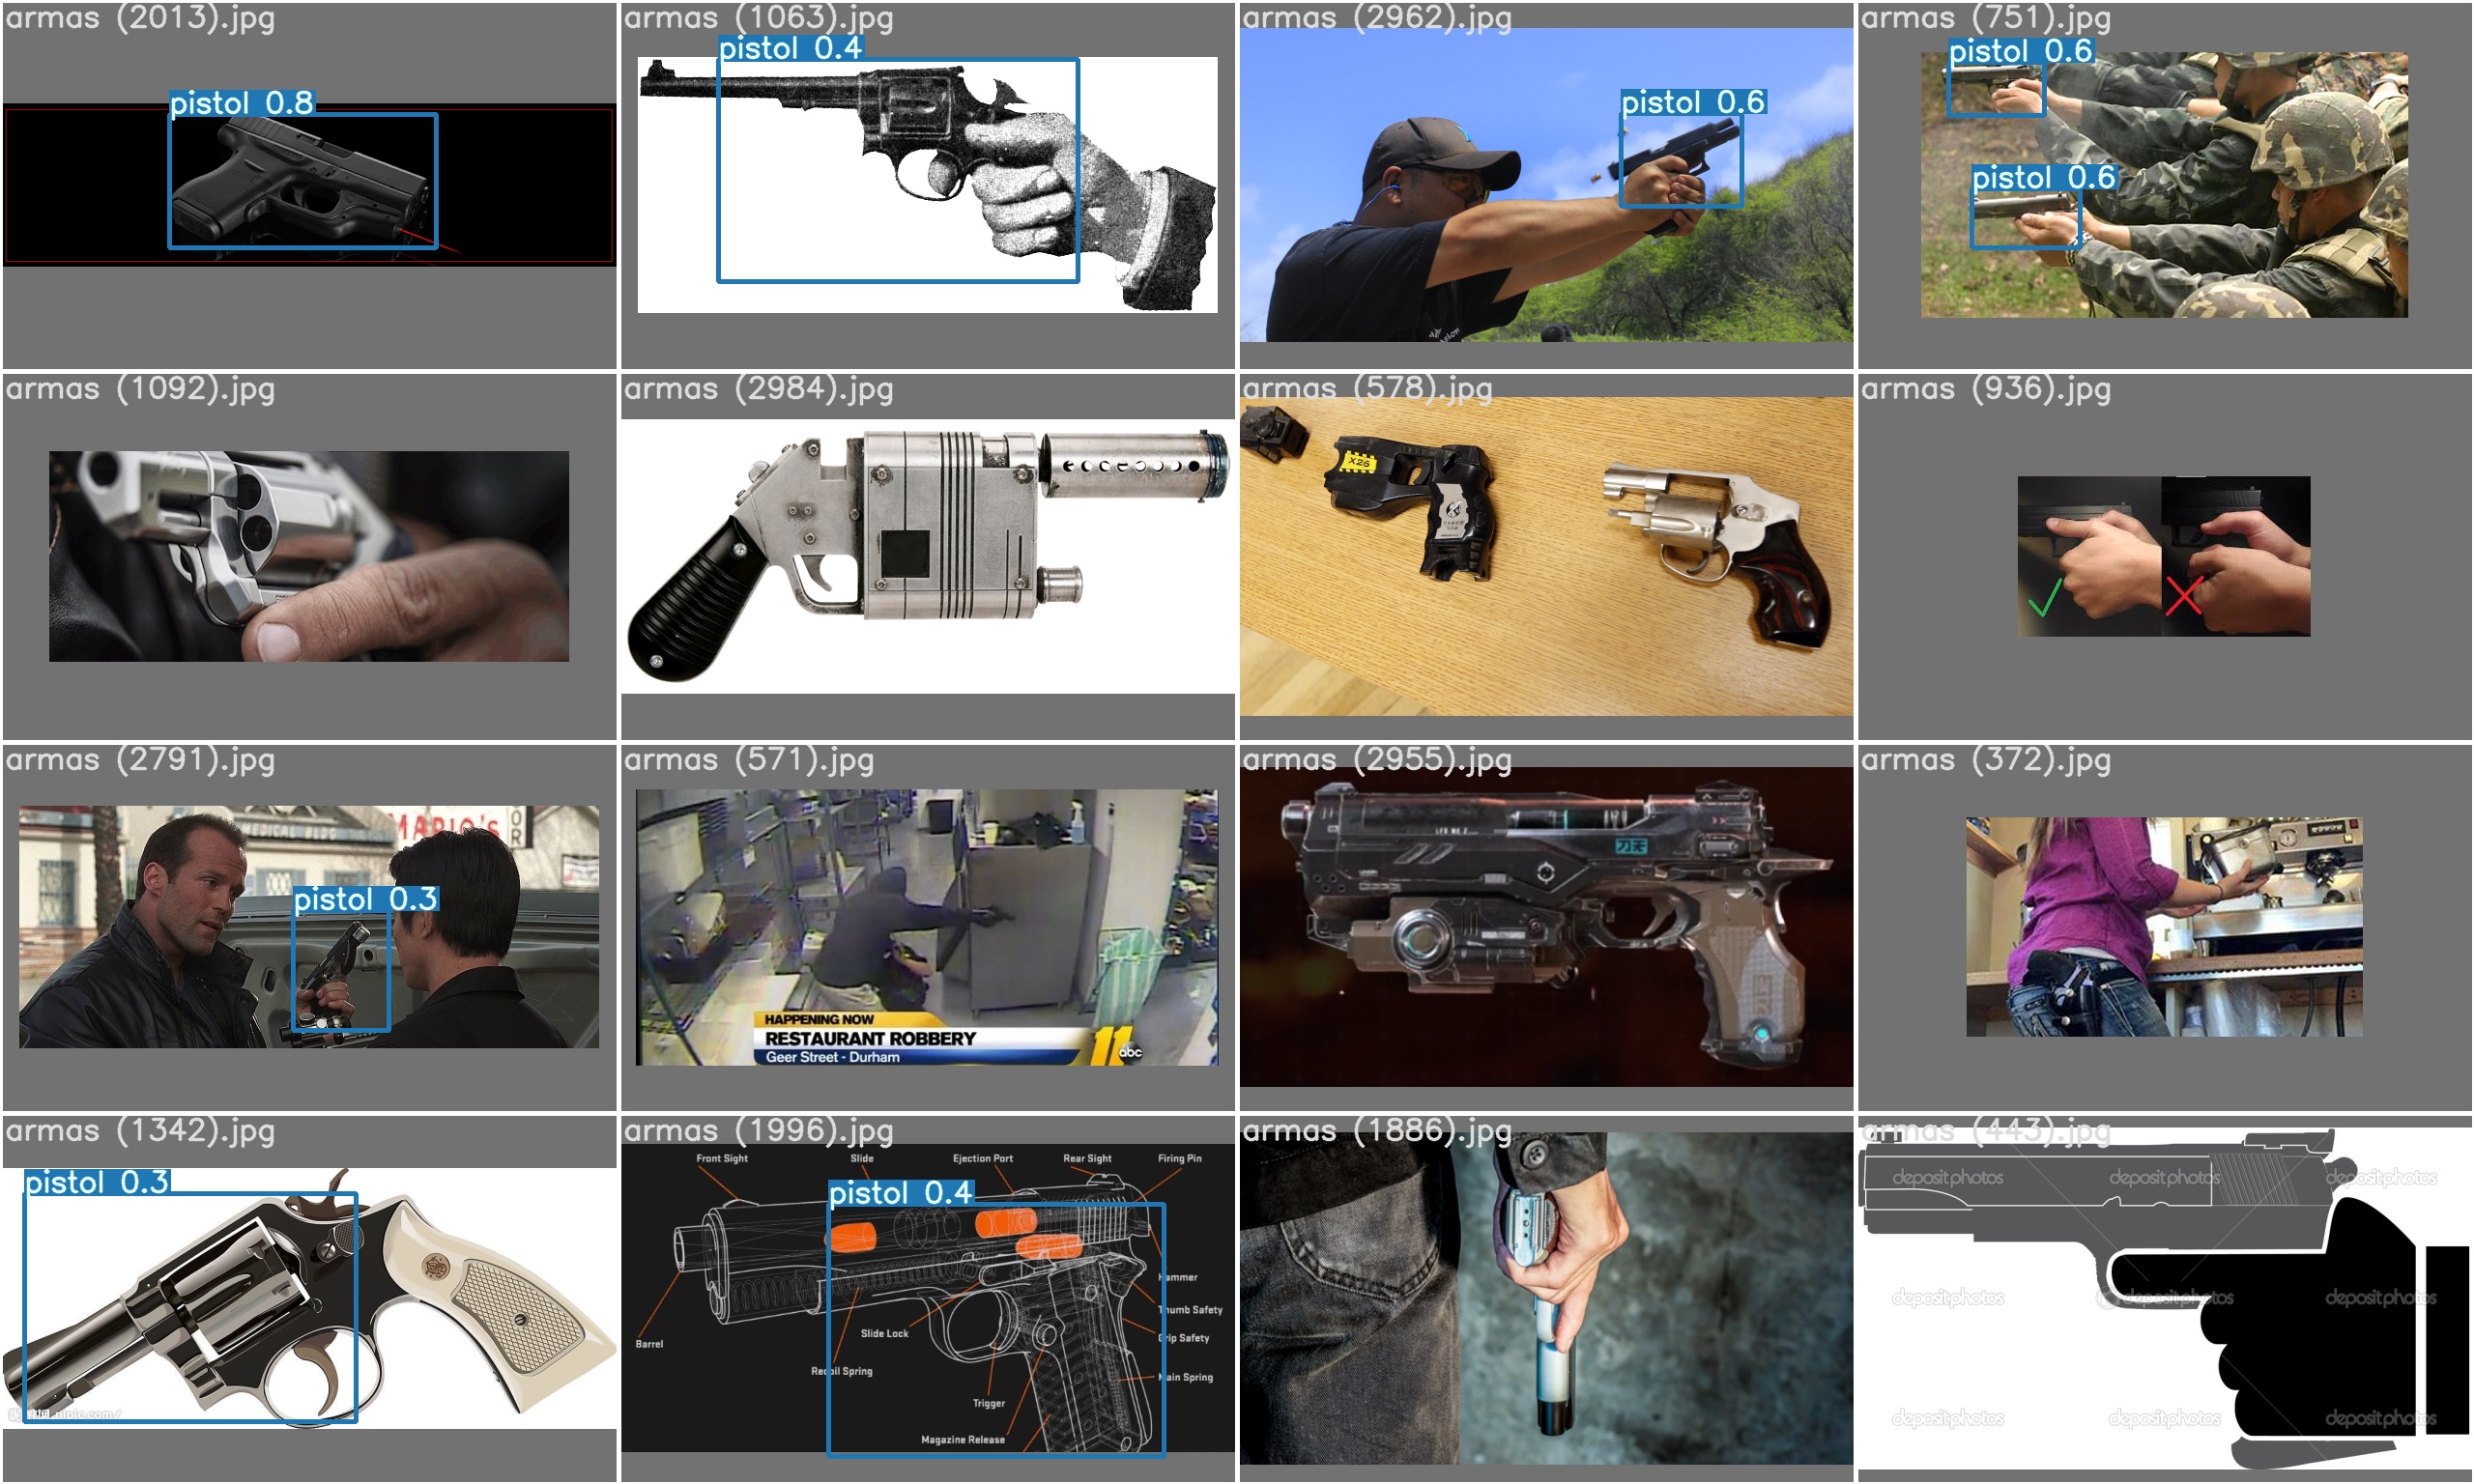 armas (2013).jpg
pistol 0.8
armas (1063).jpg
pistol 0.4
armas (2962).jpg
pistol 0.6
armas (751).jpg
pistol 0.6
pistol 0.6
armas (1092).jpg
armas (2984).jpg
armas (578).jpg
X26
armas (936).jpg
armas (2791).jpg
MEDICAL BLDG
MARIO'S
pistol 0.3
armas (571).jpg
HAPPENING NOW
RESTAURANT ROBBERY
Geer Street - Durham
11
abc
armas (2955).jpg
armas (372).jpg
armas (1342).jpg
pistol 0.3
armas (1996).jpg
Front Sight
Slide
Ejection Port
Rear Sight
Firing Pin
pistol 0.4
Hammer
Thumb Safety
Grip Safety
Main Spring
Barrel
Slide Lock
Recoil Spring
Trigger
Magazine Release
armas (1886).jpg
armas (443).jpg
depositphotos
depositphotos
depositphotos
depositphotos
depositphotos
depositphotos
depositphotos
depositphotos
depositphotos